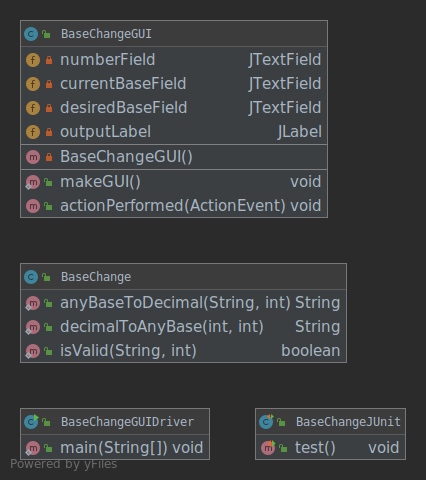 BaseChangeGUI
numberField JTextField
currentBaseField JTextField
desiredBaseField JTextField
outputLabel JLabel
BaseChangeGUI()
makeGUI() void
actionPerformed(ActionEvent) void
BaseChange
anyBaseToDecimal(String, int) String
decimalToAnyBase(int, int) String
isValid(String, int) boolean
BaseChangeGUIDriver
main(String[]) void
BaseChangeJUnit
test() void
Powered by yFiles